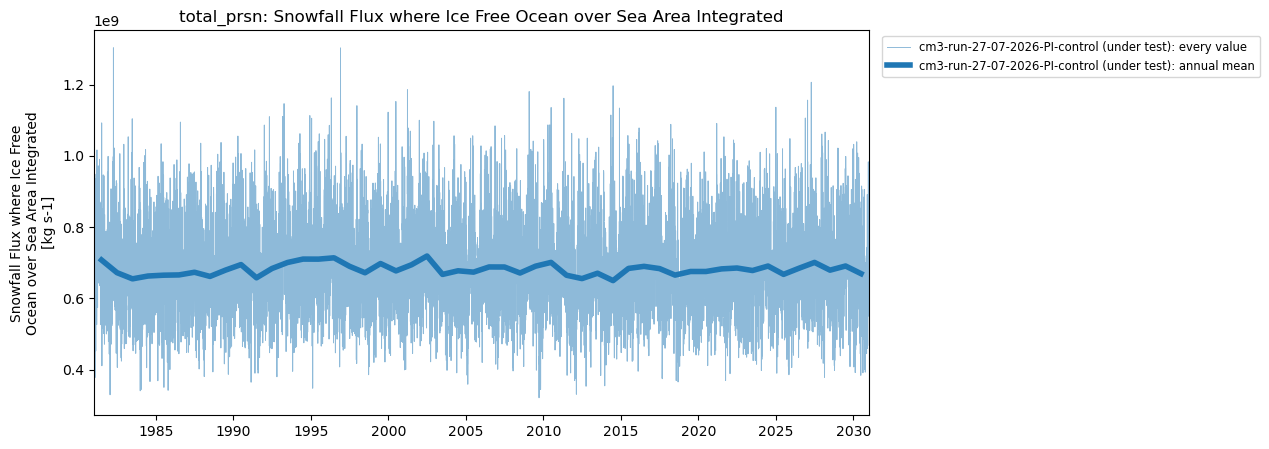 total_prsn: Snowfall Flux where Ice Free Ocean over Sea Area Integrated
1e9
Snowfall Flux where Ice Free
Ocean over Sea Area Integrated
[kg s-1]
1.2
1.0
0.8
0.6
0.4
1985 1990 1995 2000 2005 2010 2015 2020 2025 2030
cm3-run-27-07-2026-PI-control (under test): every value
cm3-run-27-07-2026-PI-control (under test): annual mean